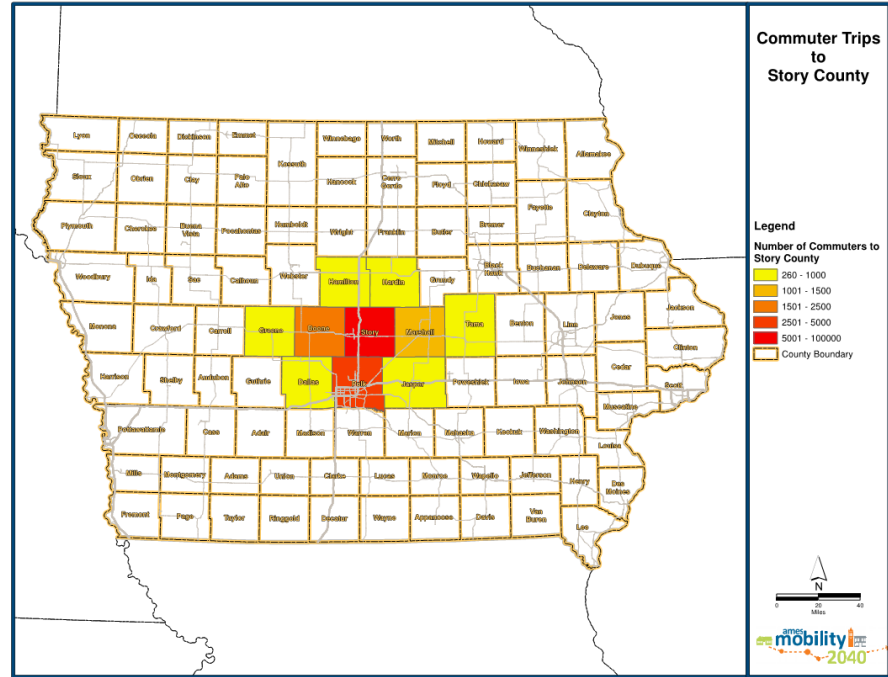 Commuter Trips
to
Story County
Lynn
Osceola
Dickinson
Emmet
Winnebago
Worth
Mitchell
Howard
Winneshiek
Allamakee
Kossuth
Sioux
Obrien
Clay
Palo
Alto
Hancock
Cerro
Gordo
Floyd
Chickasaw
Fayette
Clayton
Plymouth
Cherokee
Buena
Vista
Pocahontas
Humboldt
Wright
Franklin
Butler
Bremer
Woodbury
Ida
Sac
Calhoun
Webster
Hamilton
Hardin
Grundy
Black
Hawk
Buchanan
Delaware
Dubuque
Monona
Crawford
Carroll
Greene
Boone
Story
Marshall
Tama
Benton
Linn
Jones
Jackson
Clinton
Cedar
Harrison
Shelby
Audubon
Guthrie
Dallas
Polk
Jasper
Poweshiek
Iowa
Johnson
Scott
Muscatine
Pottawattamie
Cass
Adair
Madison
Warren
Marion
Mahaska
Keokuk
Washington
Louisa
Mills
Montgomery
Adams
Union
Clarke
Lucas
Monroe
Wapello
Jefferson
Henry
Des
Moines
Fremont
Page
Taylor
Ringgold
Decatur
Wayne
Appanoose
Davis
Van
Buren
Lee
Legend
Number of Commuters to
Story County
260 - 1000
1001 - 1500
1501 - 2500
2501 - 5000
5001 - 100000
County Boundary
N
0 20 40
Miles
ames
mobility
2040